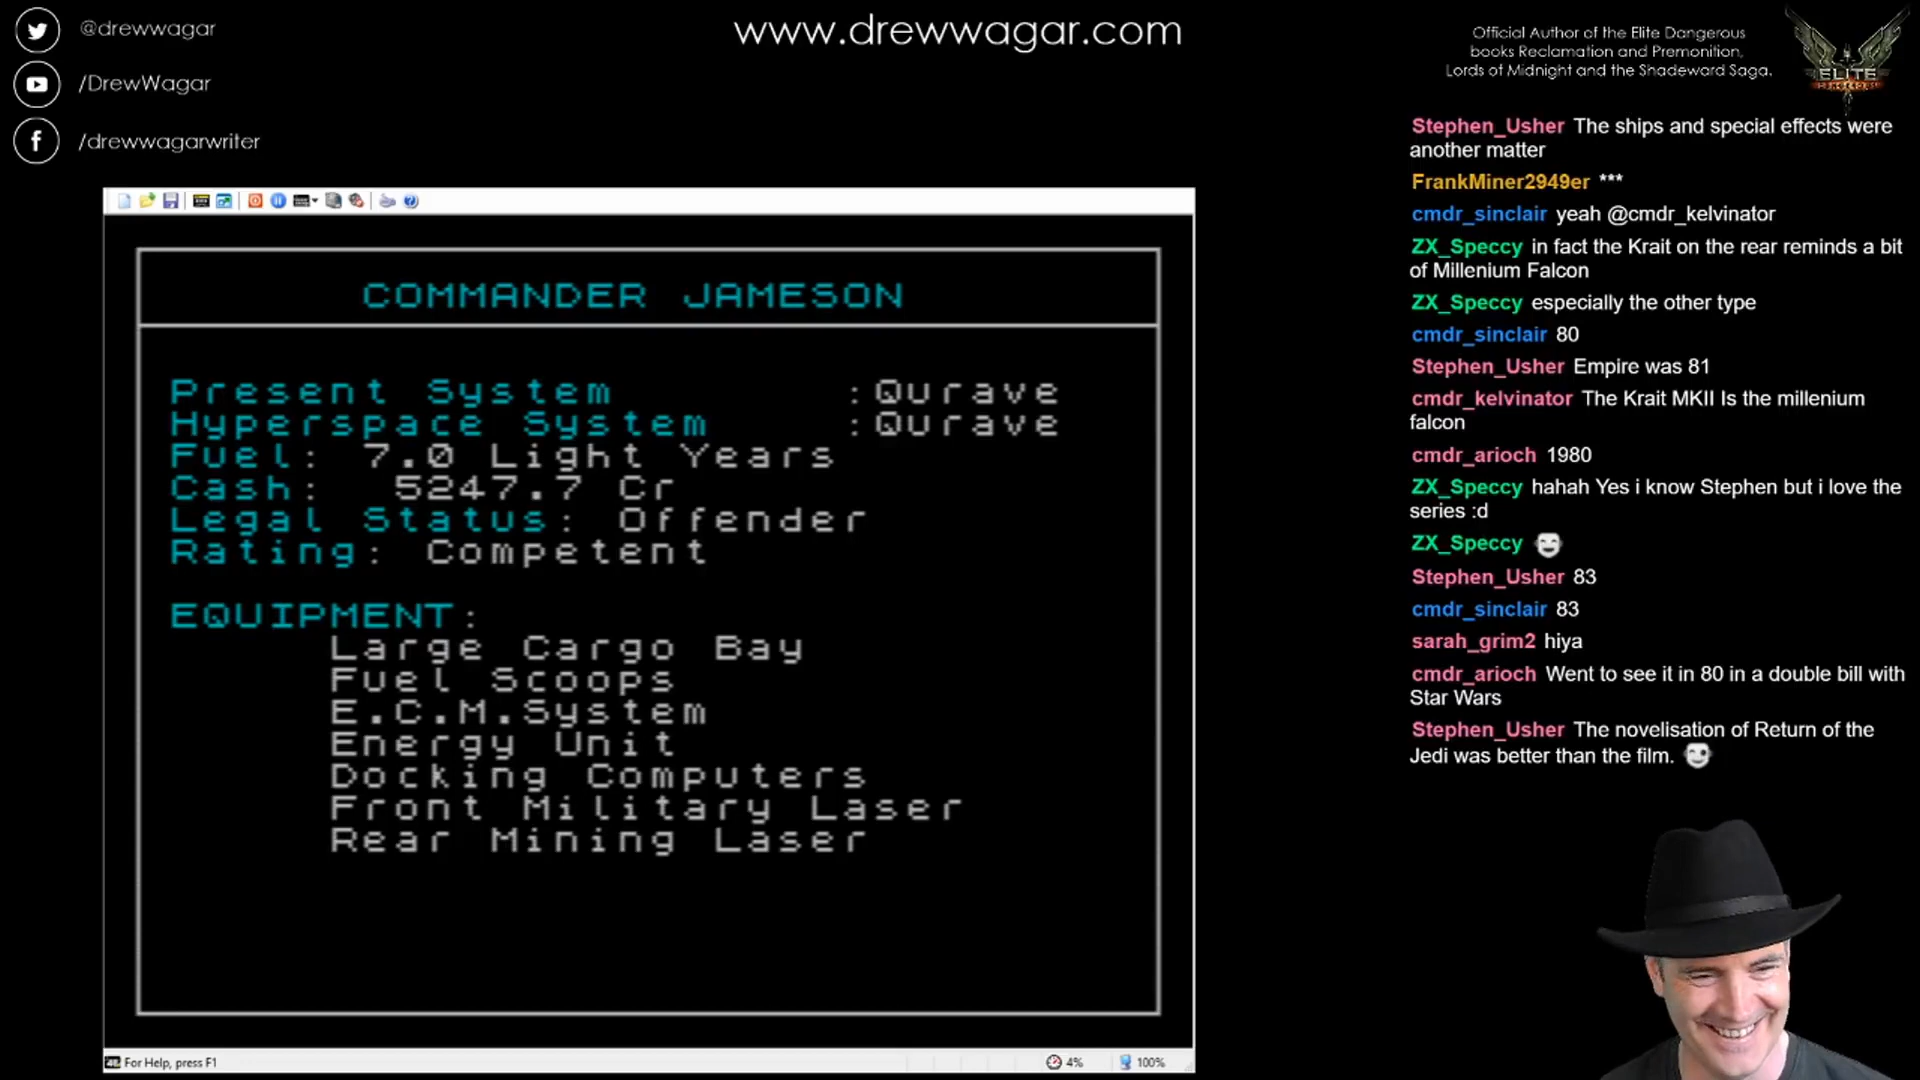 @drewwagar
/DrewWagar
/drewwagarwriter
www.drewwagar.com
Official Author of the Elite Dangerous
books Reclamation and Premonition,
Lords of Midnight and the Shadeward Saga.
ELITE
DANGEROUS
COMMANDER JAMESON
Present System :Qurave
Hyperspace System :Qurave
Fuel: 7.0 Light Years
Cash: 5247.7 Cr
Legal Status: Offender
Rating: Competent
EQUIPMENT:
Large Cargo Bay
Fuel Scoops
E.C.M.System
Energy Unit
Docking Computers
Front Military Laser
Rear Mining Laser
For Help, press F1
4%
100%
Stephen_Usher The ships and special effects were
another matter
FrankMiner2949er ***
cmdr_sinclair yeah @cmdr_kelvinator
ZX_Speccy in fact the Krait on the rear reminds a bit
of Millenium Falcon
ZX_Speccy especially the other type
cmdr_sinclair 80
Stephen_Usher Empire was 81
cmdr_kelvinator The Krait MKII Is the millenium
falcon
cmdr_arioch 1980
ZX_Speccy hahah Yes i know Stephen but i love the
series :d
ZX_Speccy
Stephen_Usher 83
cmdr_sinclair 83
sarah_grim2 hiya
cmdr_arioch Went to see it in 80 in a double bill with
Star Wars
Stephen_Usher The novelisation of Return of the
Jedi was better than the film.